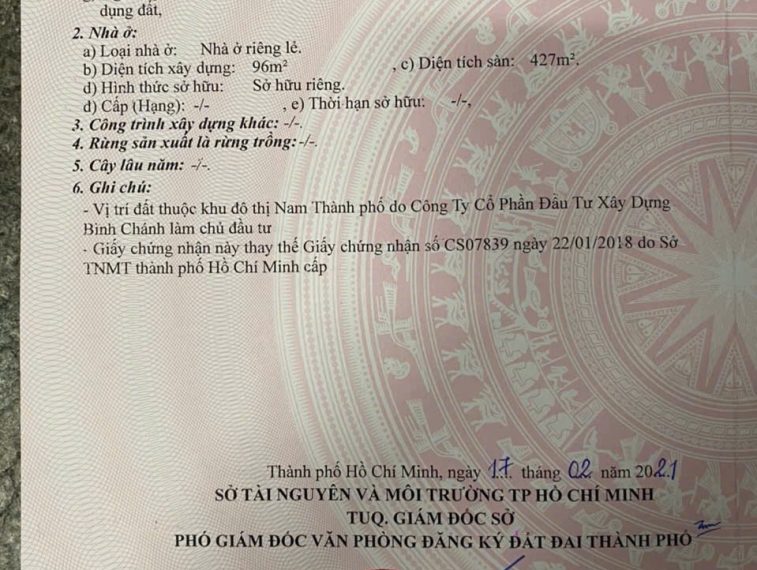 dụng đất,
2. Nhà ở:
a) Loại nhà ở: Nhà ở riêng lẻ.
b) Diện tích xây dựng: 96m² , c) Diện tích sàn: 427m².
d) Hình thức sở hữu: Sở hữu riêng.
đ) Cấp (Hạng): -/- , e) Thời hạn sở hữu: -/-,
3. Công trình xây dựng khác: -/-.
4. Rừng sản xuất là rừng trồng: -/-.
5. Cây lâu năm: -/-.
6. Ghi chú:
- Vị trí đất thuộc khu đô thị Nam Thành phố do Công Ty Cổ Phần Đầu Tư Xây Dựng
Bình Chánh làm chủ đầu tư
- Giấy chứng nhận này thay thế Giấy chứng nhận số CS07839 ngày 22/01/2018 do Sở
TNMT thành phố Hồ Chí Minh cấp
Thành phố Hồ Chí Minh, ngày 17 tháng 02 năm 2021
SỞ TÀI NGUYÊN VÀ MÔI TRƯỜNG TP HỒ CHÍ MINH
TUQ. GIÁM ĐỐC SỞ
PHÓ GIÁM ĐỐC VĂN PHÒNG ĐĂNG KÝ ĐẤT ĐAI THÀNH PHỐ